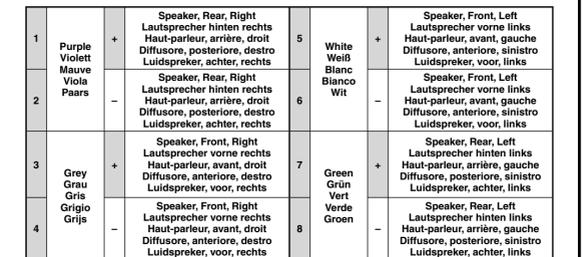 1
Purple
Violett
Mauve
Viola
Paars
+
Speaker, Rear, Right
Lautsprecher hinten rechts
Haut-parleur, arrière, droit
Diffusore, posteriore, destro
Luidspreker, achter, rechts
2
–
Speaker, Rear, Right
Lautsprecher hinten rechts
Haut-parleur, arrière, droit
Diffusore, posteriore, destro
Luidspreker, achter, rechts
3
Grey
Grau
Gris
Grigio
Grijs
+
Speaker, Front, Right
Lautsprecher vorne rechts
Haut-parleur, avant, droit
Diffusore, anteriore, destro
Luidspreker, voor, rechts
4
–
Speaker, Front, Right
Lautsprecher vorne rechts
Haut-parleur, avant, droit
Diffusore, anteriore, destro
Luidspreker, voor, rechts
5
White
Weiß
Blanc
Bianco
Wit
+
Speaker, Front, Left
Lautsprecher vorne links
Haut-parleur, avant, gauche
Diffusore, anteriore, sinistro
Luidspreker, voor, links
6
–
Speaker, Front, Left
Lautsprecher vorne links
Haut-parleur, avant, gauche
Diffusore, anteriore, sinistro
Luidspreker, voor, links
7
Green
Grün
Vert
Verde
Groen
+
Speaker, Rear, Left
Lautsprecher hinten links
Haut-parleur, arrière, gauche
Diffusore, posteriore, sinistro
Luidspreker, achter, links
8
–
Speaker, Rear, Left
Lautsprecher hinten links
Haut-parleur, arrière, gauche
Diffusore, posteriore, sinistro
Luidspreker, achter, links